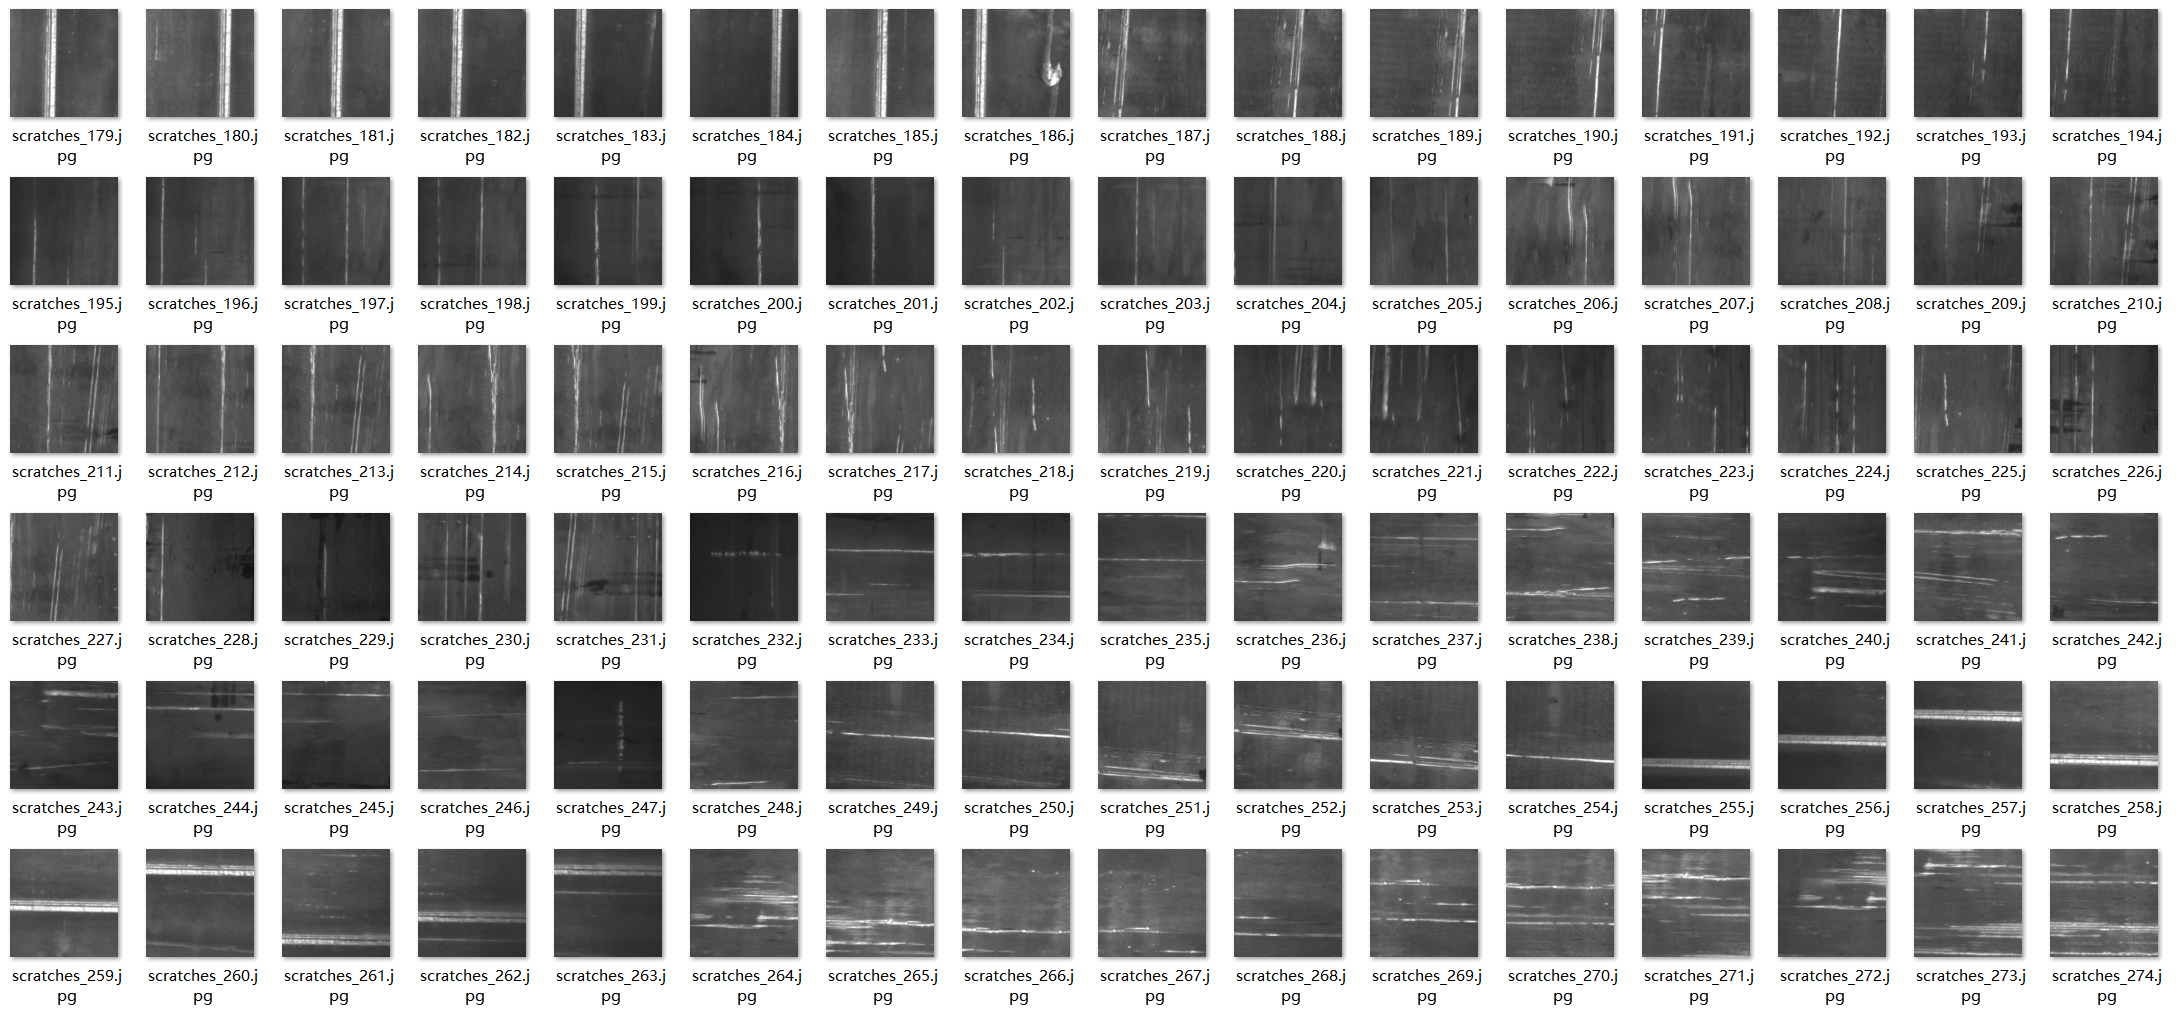 scratches_179.j scratches_180.j scratches_181.j scratches_182.j scratches_183.j scratches_184.j scratches_185.j scratches_186.j scratches_187.j scratches_188.j scratches_189.j scratches_190.j scratches_191.j scratches_192.j scratches_193.j scratches_194.j
pg pg pg pg pg pg pg pg pg pg pg pg pg pg pg pg
scratches_195.j scratches_196.j scratches_197.j scratches_198.j scratches_199.j scratches_200.j scratches_201.j scratches_202.j scratches_203.j scratches_204.j scratches_205.j scratches_206.j scratches_207.j scratches_208.j scratches_209.j scratches_210.j
pg pg pg pg pg pg pg pg pg pg pg pg pg pg pg pg
scratches_211.j scratches_212.j scratches_213.j scratches_214.j scratches_215.j scratches_216.j scratches_217.j scratches_218.j scratches_219.j scratches_220.j scratches_221.j scratches_222.j scratches_223.j scratches_224.j scratches_225.j scratches_226.j
pg pg pg pg pg pg pg pg pg pg pg pg pg pg pg pg
scratches_227.j scratches_228.j scratches_229.j scratches_230.j scratches_231.j scratches_232.j scratches_233.j scratches_234.j scratches_235.j scratches_236.j scratches_237.j scratches_238.j scratches_239.j scratches_240.j scratches_241.j scratches_242.j
pg pg pg pg pg pg pg pg pg pg pg pg pg pg pg pg
scratches_243.j scratches_244.j scratches_245.j scratches_246.j scratches_247.j scratches_248.j scratches_249.j scratches_250.j scratches_251.j scratches_252.j scratches_253.j scratches_254.j scratches_255.j scratches_256.j scratches_257.j scratches_258.j
pg pg pg pg pg pg pg pg pg pg pg pg pg pg pg pg
scratches_259.j scratches_260.j scratches_261.j scratches_262.j scratches_263.j scratches_264.j scratches_265.j scratches_266.j scratches_267.j scratches_268.j scratches_269.j scratches_270.j scratches_271.j scratches_272.j scratches_273.j scratches_274.j
pg pg pg pg pg pg pg pg pg pg pg pg pg pg pg pg